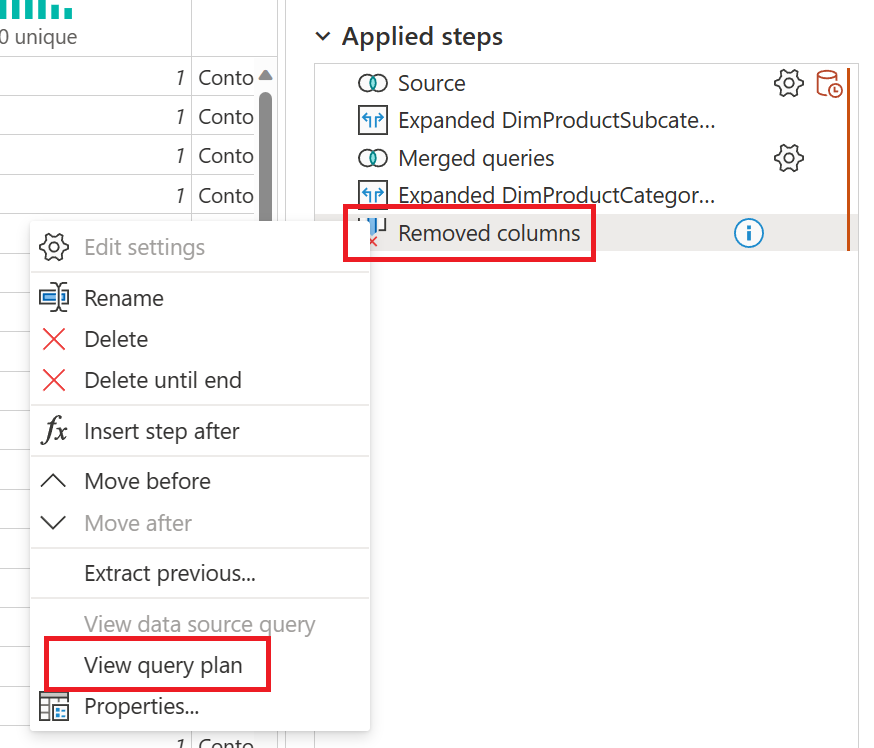 0 unique
1 Conto
1 Conto
1 Conto
1 Conto
Applied steps
Source
Expanded DimProductSubcate...
Merged queries
Expanded DimProductCategor...
Removed columns
Edit settings
Rename
Delete
Delete until end
fx Insert step after
Move before
Move after
Extract previous...
View data source query
View query plan
Properties...
1 Conto